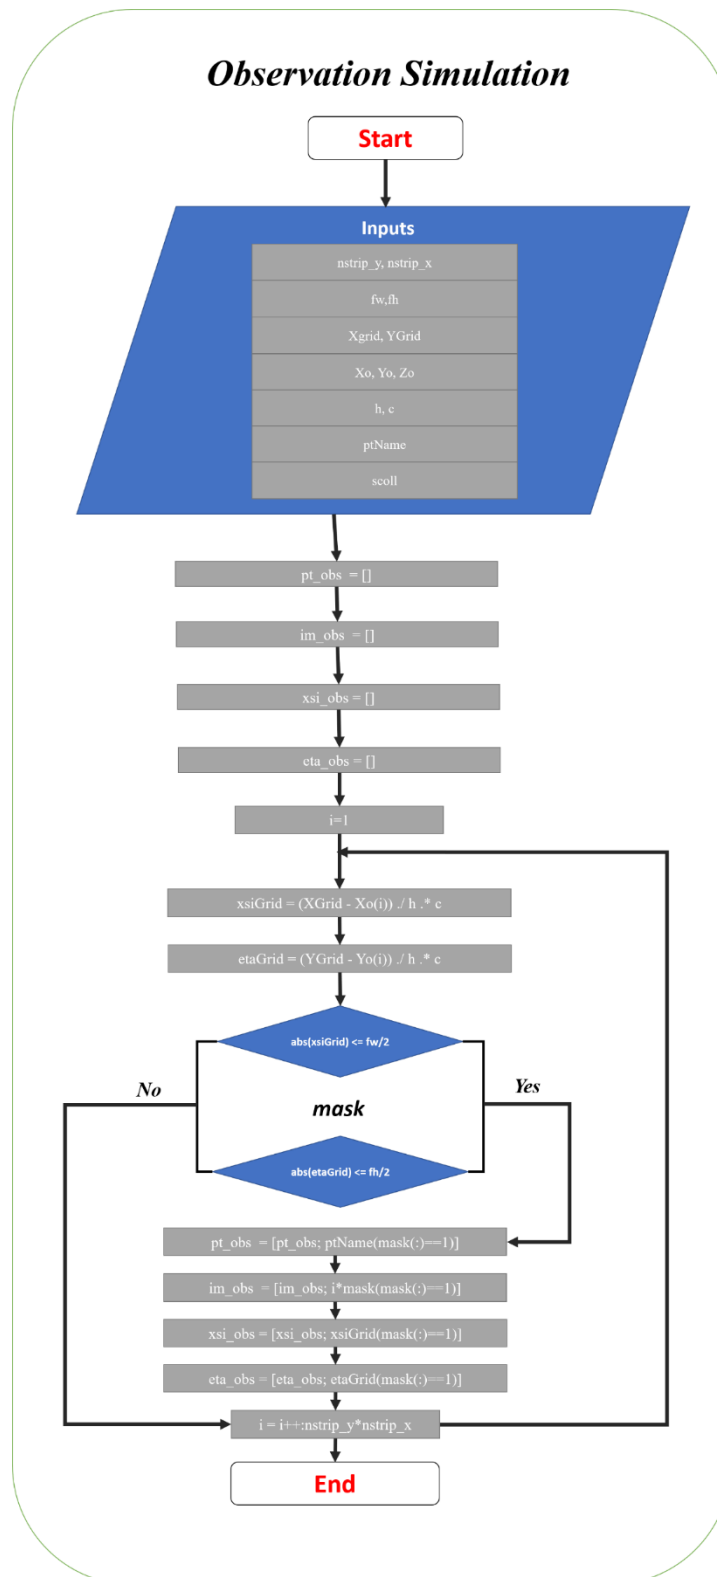 Observation Simulation
Start
Inputs
nstrip_y, nstrip_x
fw,fh
Xgrid, YGrid
Xo, Yo, Zo
h, c
ptName
scoll
pt_obs = []
im_obs = []
xsi_obs = []
eta_obs = []
i=1
xsiGrid = (XGrid - Xo(i)) ./ h .* c
etaGrid = (YGrid - Yo(i)) ./ h .* c
abs(xsiGrid) <= fw/2
No
Yes
mask
abs(etaGrid) <= fh/2
pt_obs = [pt_obs; ptName(mask(:)==1)]
im_obs = [im_obs; i*mask(mask(:)==1)]
xsi_obs = [xsi_obs; xsiGrid(mask(:)==1)]
eta_obs = [eta_obs; etaGrid(mask(:)==1)]
i = i++:nstrip_y*nstrip_x
End